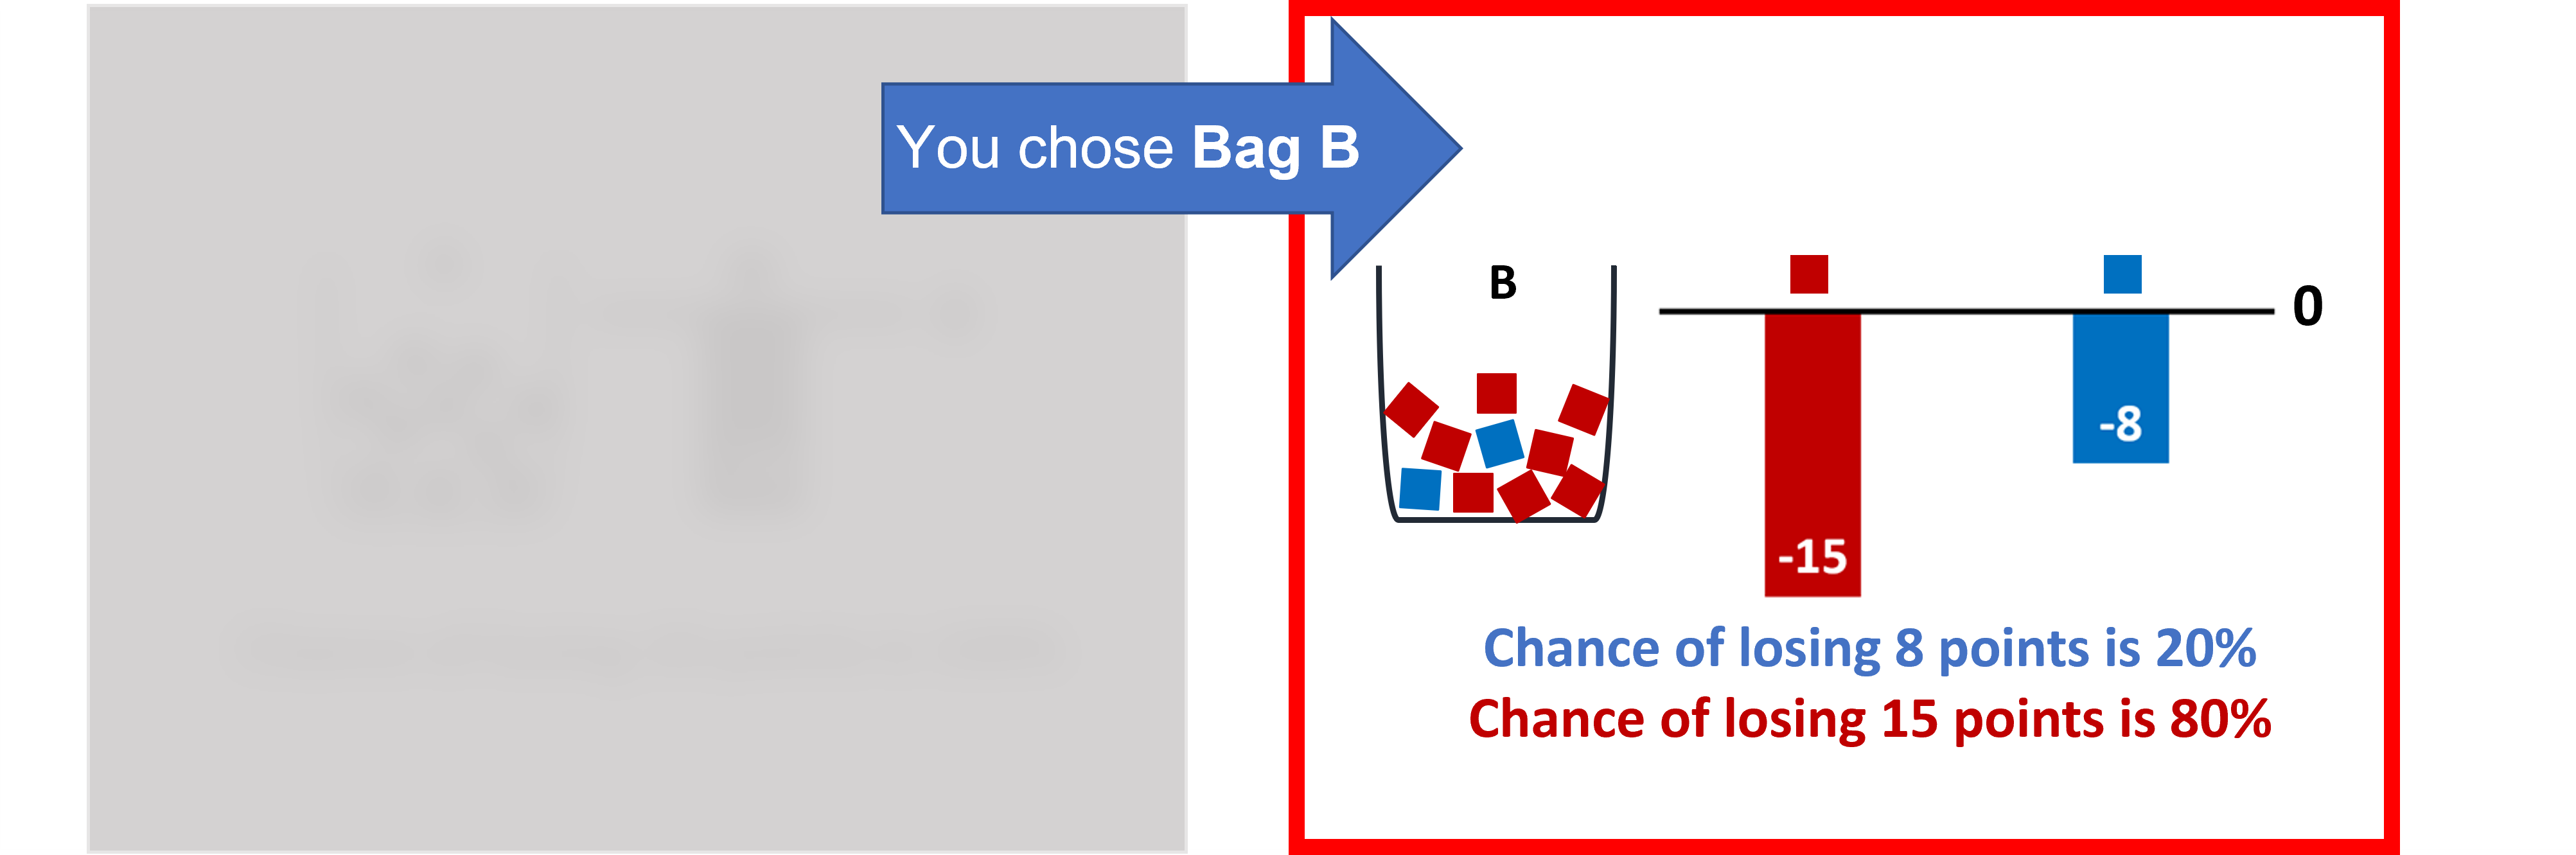 You chose Bag B
B
0
-15
-8
Chance of losing 8 points is 20%
Chance of losing 15 points is 80%